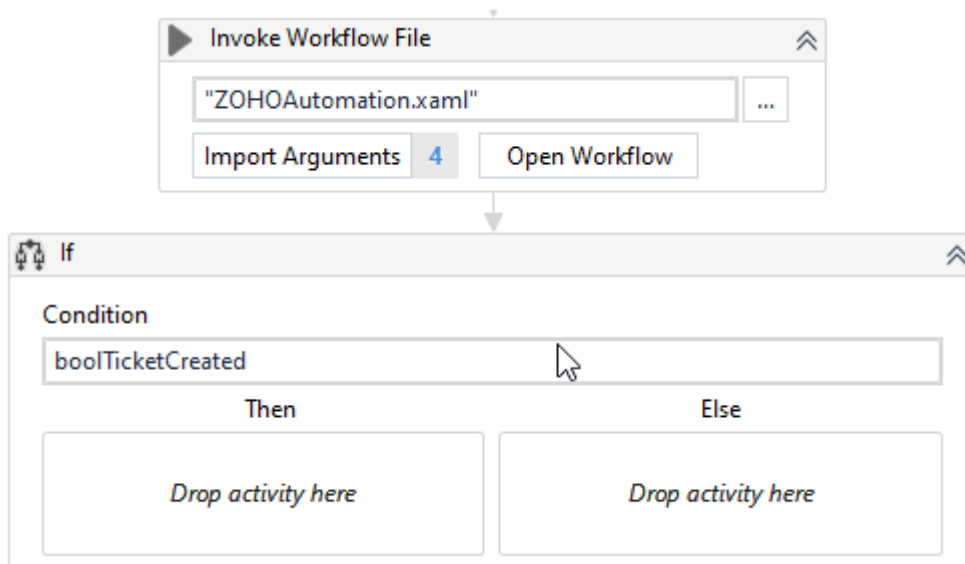 Invoke Workflow File
"ZOHOAutomation.xaml"
...
Import Arguments 4 Open Workflow
If
Condition
boolTicketCreated
Then Else
Drop activity here Drop activity here